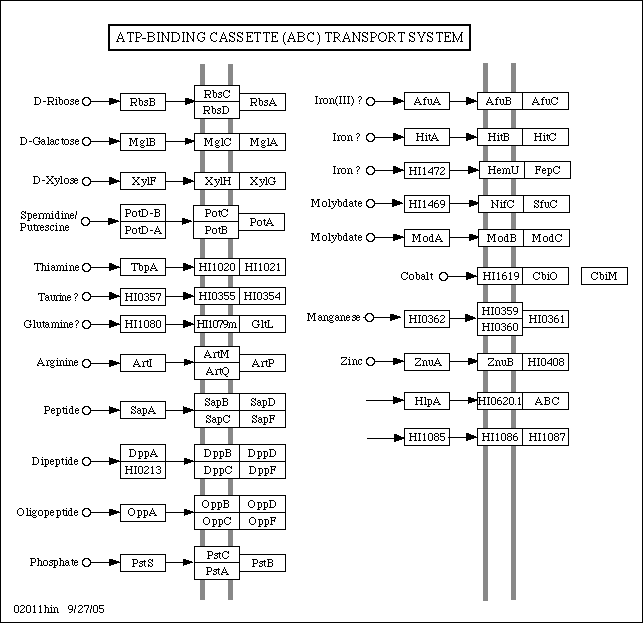 ATP-BINDING CASSETTE (ABC) TRANSPORT SYSTEM
D-Ribose RbsB RbsC RbsD RbsA
D-Galactose MglB MglC MglA
D-Xylose XylF XylH XylG
Spermidine/ Putrescine PotD-B PotD-A PotC PotB PotA
Thiamine TbpA HI1020 HI1021
Taurine ? HI0357 HI0355 HI0354
Glutamine? HI1080 HI1079m GltL
Arginine ArtI ArtM ArtQ ArtP
Peptide SapA SapB SapD SapC SapF
Dipeptide DppA HI0213 DppB DppD DppC DppF
Oligopeptide OppA OppB OppD OppC OppF
Phosphate PstS PstC PstA PstB
Iron(III) ? AfuA AfuB AfuC
Iron ? HitA HitB HitC
Iron ? HI1472 HemU FepC
Molybdate HI1469 NifC SfuC
Molybdate ModA ModB ModC
Cobalt HI1619 CbiO CbiM
Manganese HI0362 HI0359 HI0360 HI0361
Zinc ZnuA ZnuB HI0408
HlpA HI0620.1 ABC
HI1085 HI1086 HI1087
02011hin 9/27/05